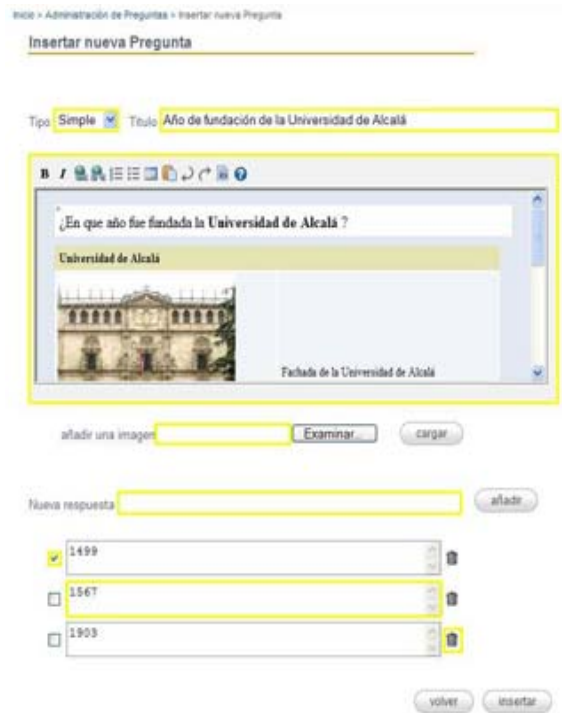 Inicio > Administración de Preguntas > Insertar nueva Pregunta
Insertar nueva Pregunta
Tipo Simple Título Año de fundación de la Universidad de Alcalá
B I
¿En que año fue fundada la Universidad de Alcalá ?
Universidad de Alcalá
Fachada de la Universidad de Alcalá
añadir una imagen Examinar... cargar
Nueva respuesta añadir
1499
1567
1903
volver insertar